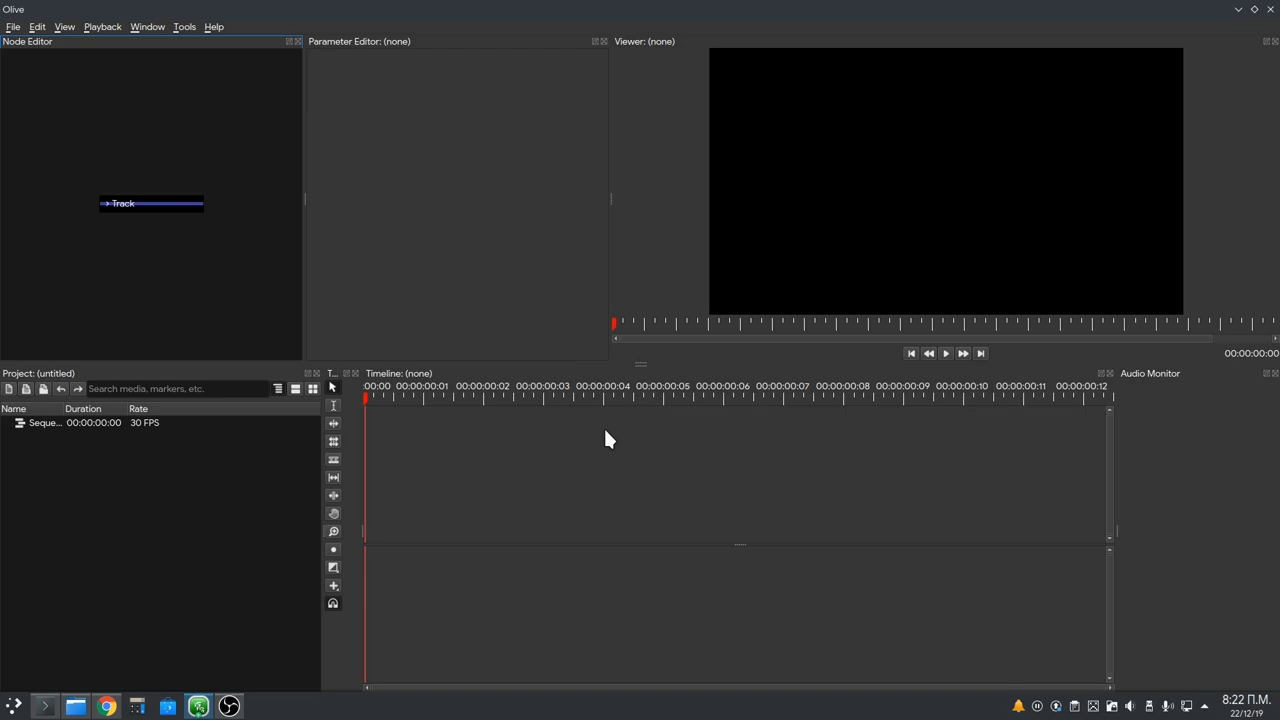 Olive
File Edit View Playback Window Tools Help
Node Editor
Parameter Editor: (none)
Viewer: (none)
Track
00:00:00:00
Project: (untitled)
T...
Timeline: (none)
Audio Monitor
Search media, markers, etc.
:00:00 00:00:00:01 00:00:00:02 00:00:00:03 00:00:00:04 00:00:00:05 00:00:00:06 00:00:00:07 00:00:00:08 00:00:00:09 00:00:00:10 00:00:00:11 00:00:00:12
Name Duration Rate
Seque... 00:00:00:00 30 FPS
8:22 Π.Μ.
22/12/19